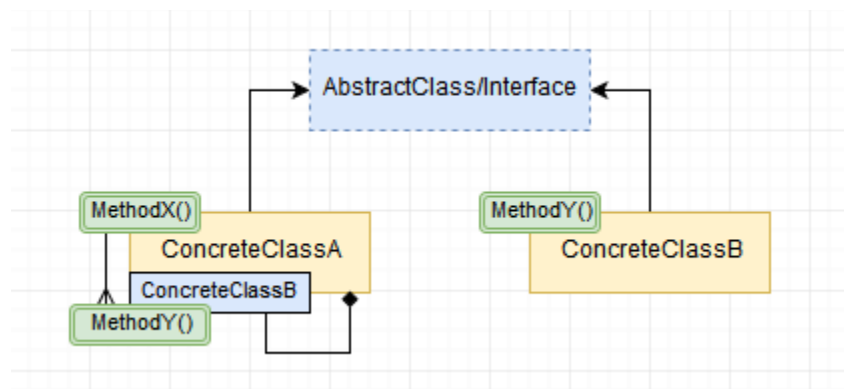 AbstractClass/Interface
MethodX()
ConcreteClassA
ConcreteClassB
MethodY()
MethodY()
ConcreteClassB